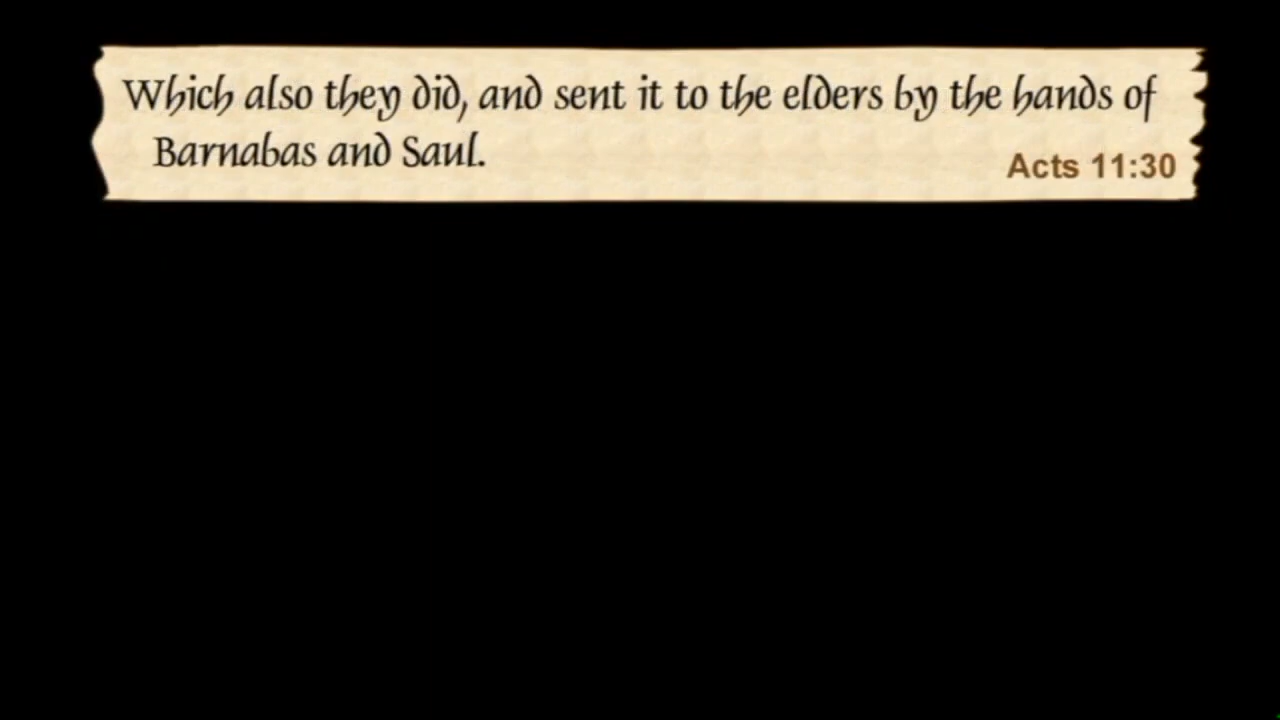 Which also they did, and sent it to the elders by the hands of
Barnabas and Saul.
Acts 11:30